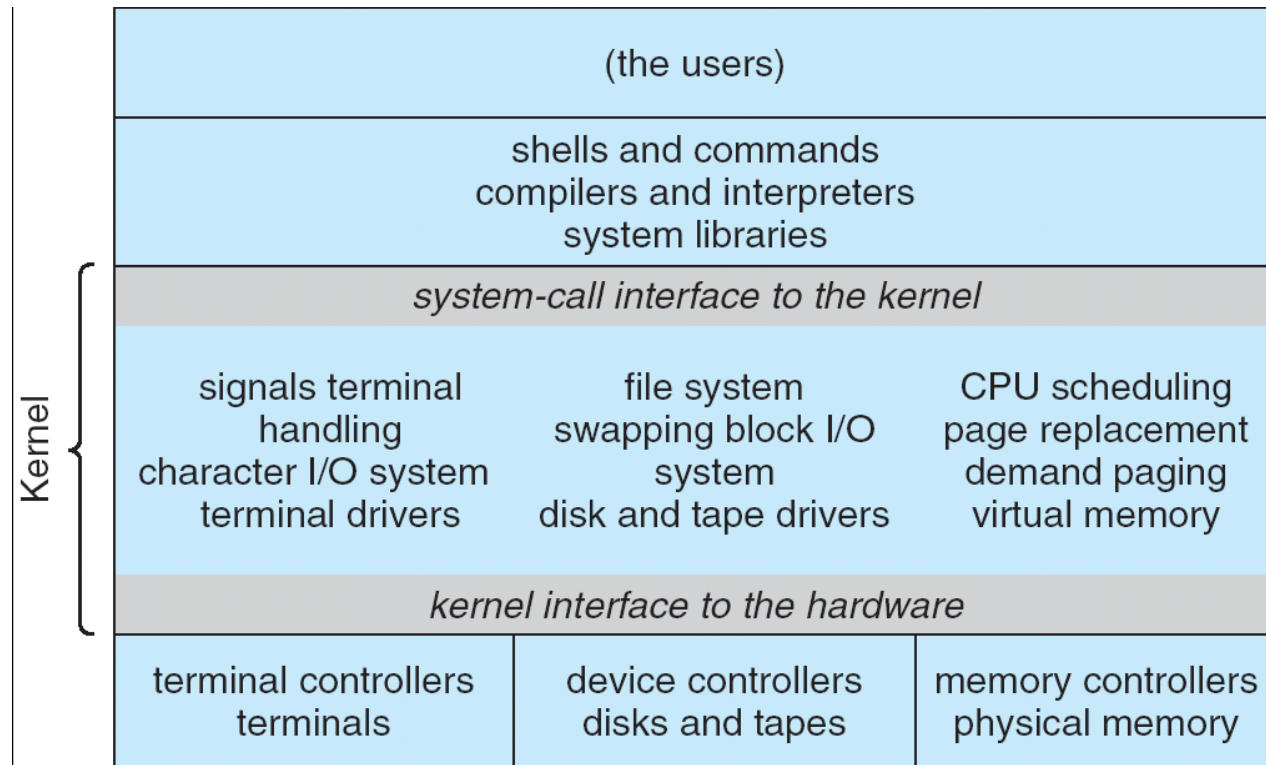 (the users)
shells and commands
compilers and interpreters
system libraries
Kernel
system-call interface to the kernel
signals terminal
handling
character I/O system
terminal drivers
file system
swapping block I/O
system
disk and tape drivers
CPU scheduling
page replacement
demand paging
virtual memory
kernel interface to the hardware
terminal controllers
terminals
device controllers
disks and tapes
memory controllers
physical memory